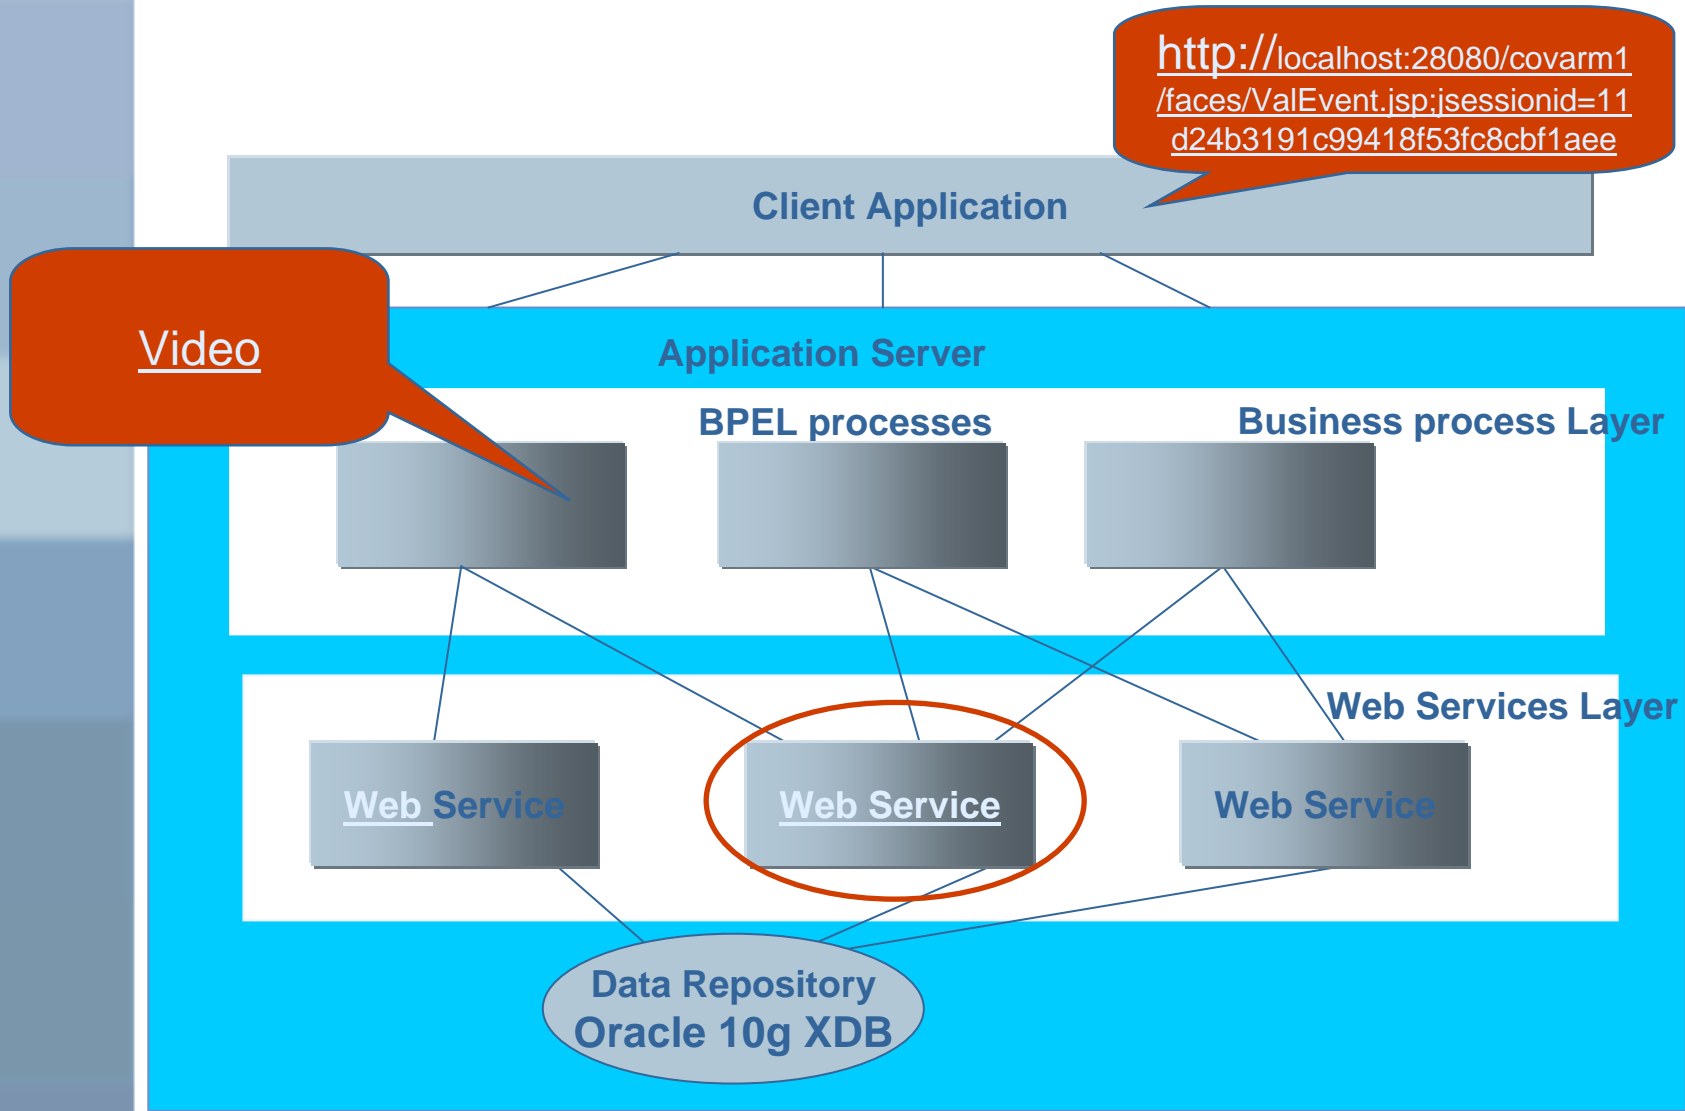 http://localhost:28080/covarm1
/faces/ValEvent.jsp;jsessionid=11
d24b3191c99418f53fc8cbf1aee
Client Application
Video
Application Server
BPEL processes
Business process Layer
Web Services Layer
Web Service
Web Service
Web Service
Data Repository
Oracle 10g XDB